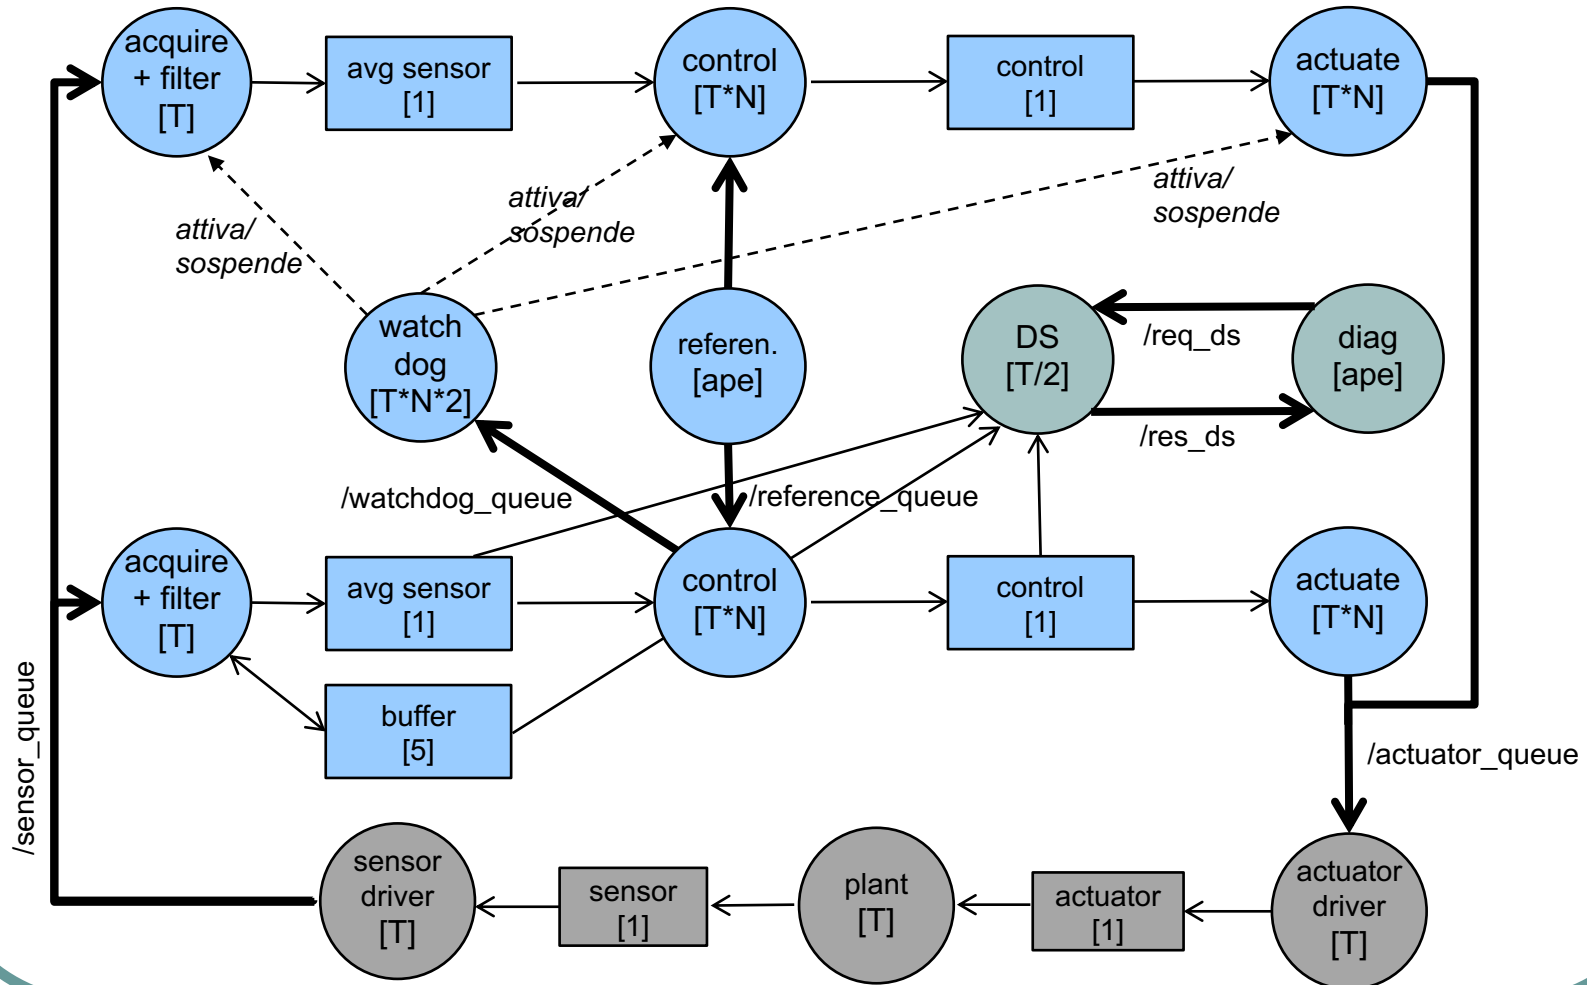 acquire
+ filter
[T]
avg sensor
[1]
control
[T*N]
control
[1]
actuate
[T*N]
attiva/
sospende
attiva/
sospende
attiva/
sospende
watch
dog
[T*N*2]
referen.
[ape]
DS
[T/2]
/req_ds
diag
[ape]
/res_ds
/watchdog_queue
/reference_queue
acquire
+ filter
[T]
avg sensor
[1]
control
[T*N]
control
[1]
actuate
[T*N]
buffer
[5]
/sensor_queue
/actuator_queue
sensor
driver
[T]
sensor
[1]
plant
[T]
actuator
[1]
actuator
driver
[T]